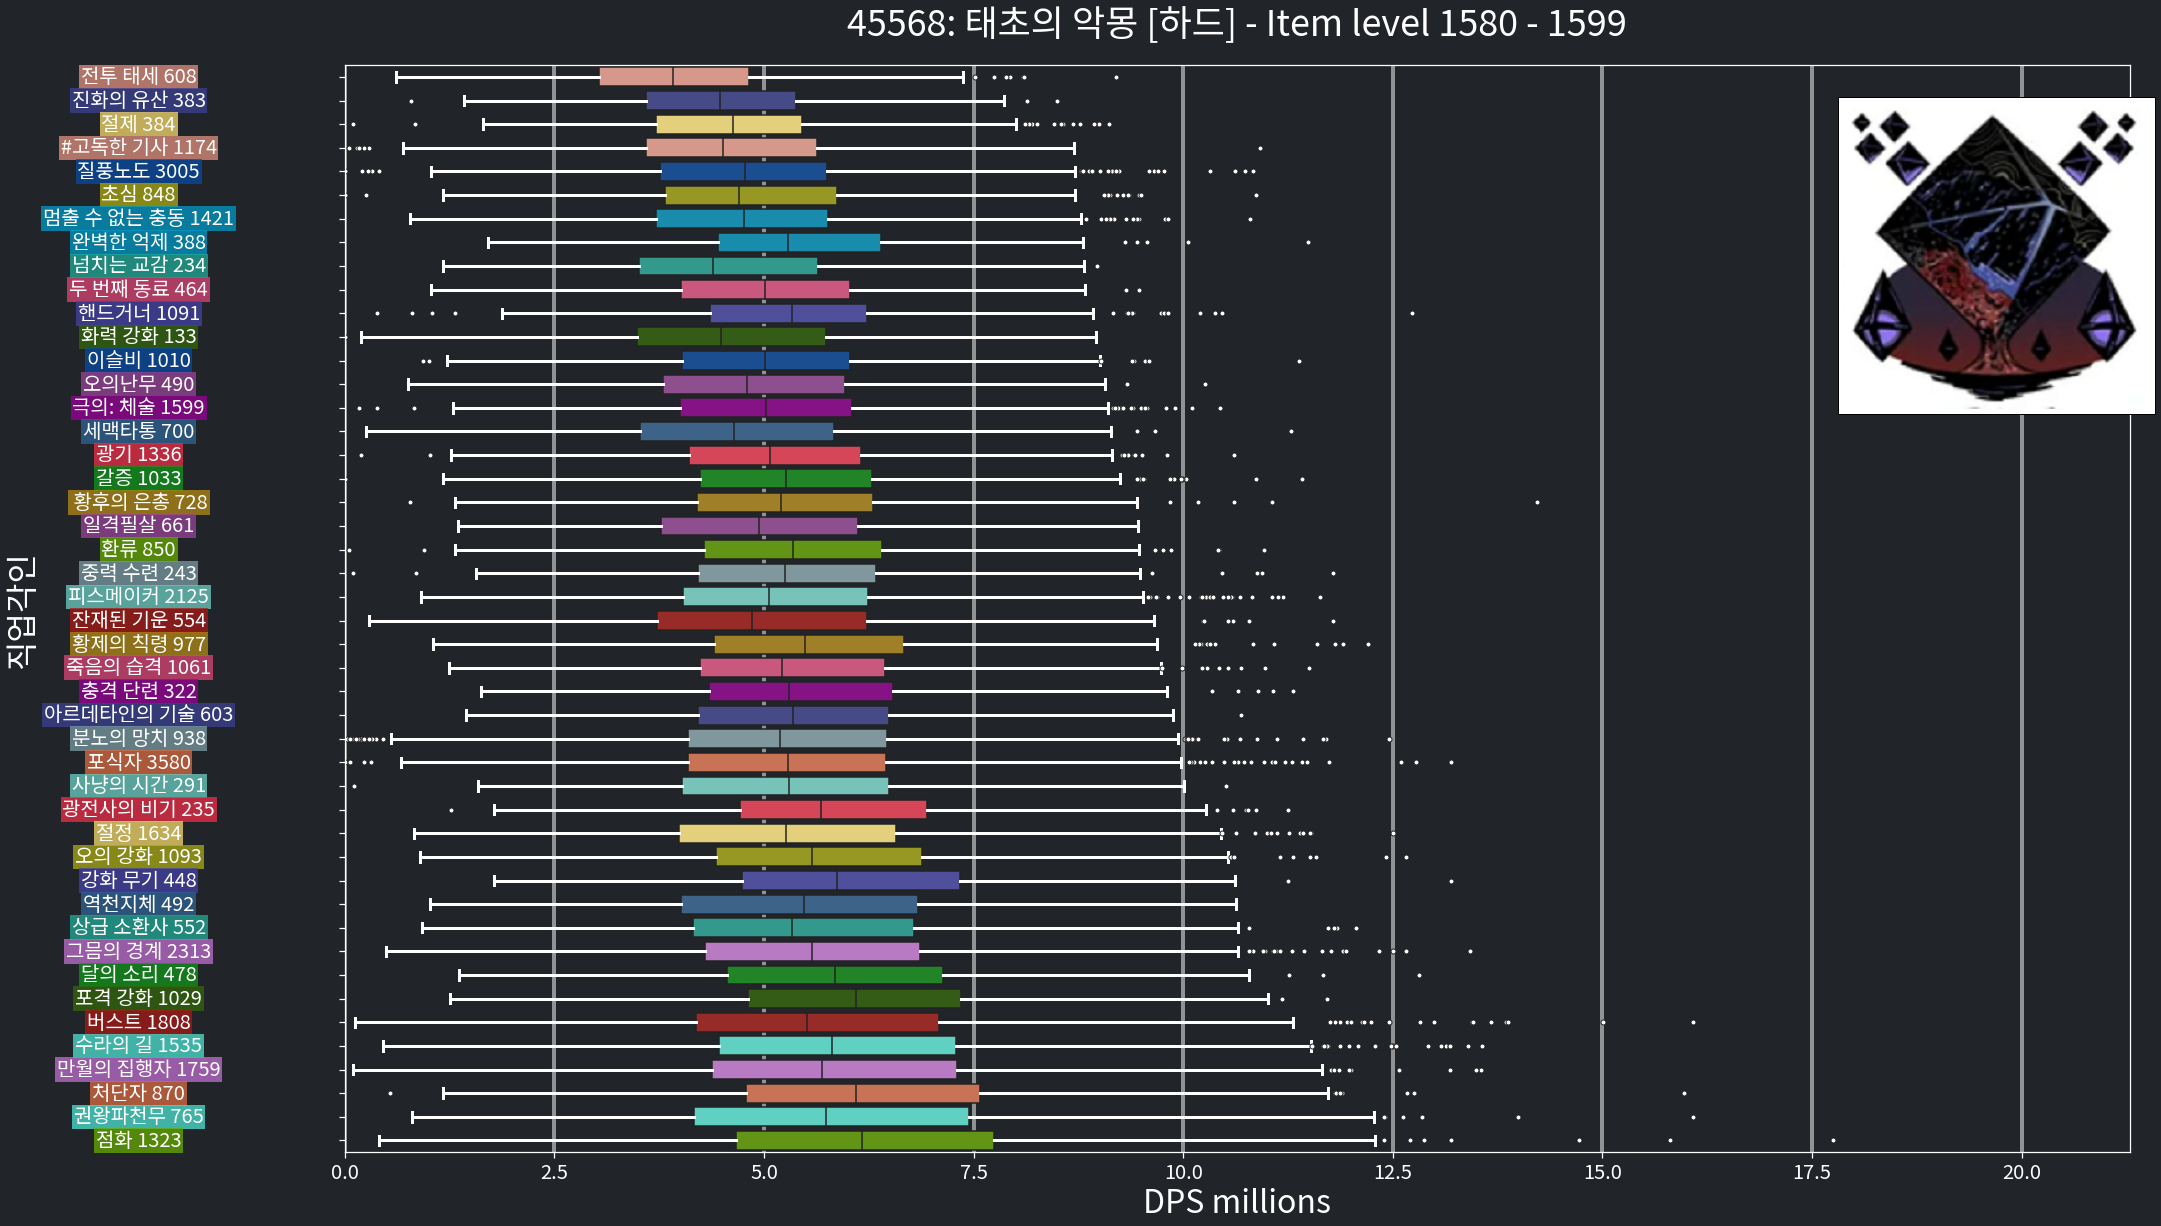 45568: 태초의 악몽 [하드] - Item level 1580 - 1599
전투 태세 608
진화의 유산 383
절제 384
#고독한 기사 1174
질풍노도 3005
초심 848
멈출 수 없는 충동 1421
완벽한 억제 388
넘치는 교감 234
두 번째 동료 464
핸드거너 1091
화력 강화 133
이슬비 1010
오의난무 490
극의: 체술 1599
세맥타통 700
광기 1336
갈증 1033
황후의 은총 728
일격필살 661
환류 850
중력 수련 243
피스메이커 2125
잔재된 기운 554
황제의 칙령 977
죽음의 습격 1061
충격 단련 322
아르데타인의 기술 603
분노의 망치 938
포식자 3580
사냥의 시간 291
광전사의 비기 235
절정 1634
오의 강화 1093
강화 무기 448
역천지체 492
상급 소환사 552
그믐의 경계 2313
달의 소리 478
포격 강화 1029
버스트 1808
수라의 길 1535
만월의 집행자 1759
처단자 870
권왕파천무 765
점화 1323
직업각인
0.0 2.5 5.0 7.5 10.0 12.5 15.0 17.5 20.0
DPS millions